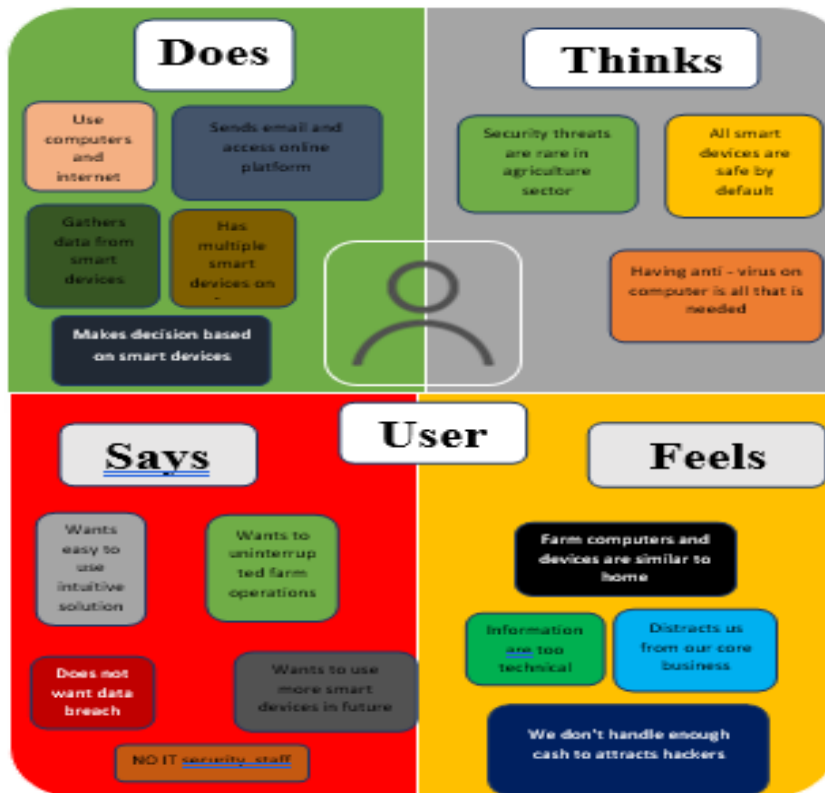 Does
Use
computers
and
internet
Sends email and
access online
platform
Gathers
data from
smart
devices
Has
multiple
smart
devices on
Makes decision based
on smart devices
Thinks
Security threats
are rare in
agriculture
sector
All smart
devices are
safe by
default
Having anti - virus on
computer is all that is
needed
User
Says
Wants
easy to
use
intuitive
solution
Wants to
uninterrup
ted farm
operations
Does not
want data
breach
Wants to use
more smart
devices in future
NO IT security staff
Feels
Farm computers and
devices are similar to
home
Information
are too
technical
Distracts us
from our core
business
We don't handle enough
cash to attracts hackers